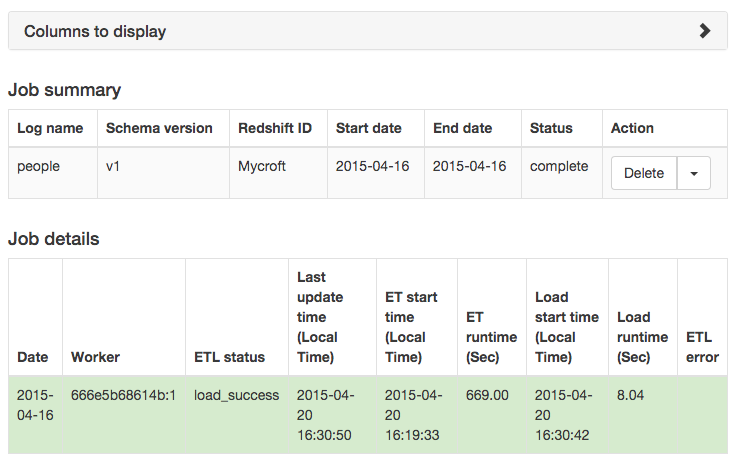 Columns to display
Job summary
Log name Schema version Redshift ID Start date End date Status Action
people v1 Mycroft 2015-04-16 2015-04-16 complete Delete
Job details
Date Worker ETL status Last update time (Local Time) ET start time (Local Time) ET runtime (Sec) Load start time (Local Time) Load runtime (Sec) ETL error
2015-04-16 666e5b68614b:1 load_success 2015-04-20 16:30:50 2015-04-20 16:19:33 669.00 2015-04-20 16:30:42 8.04